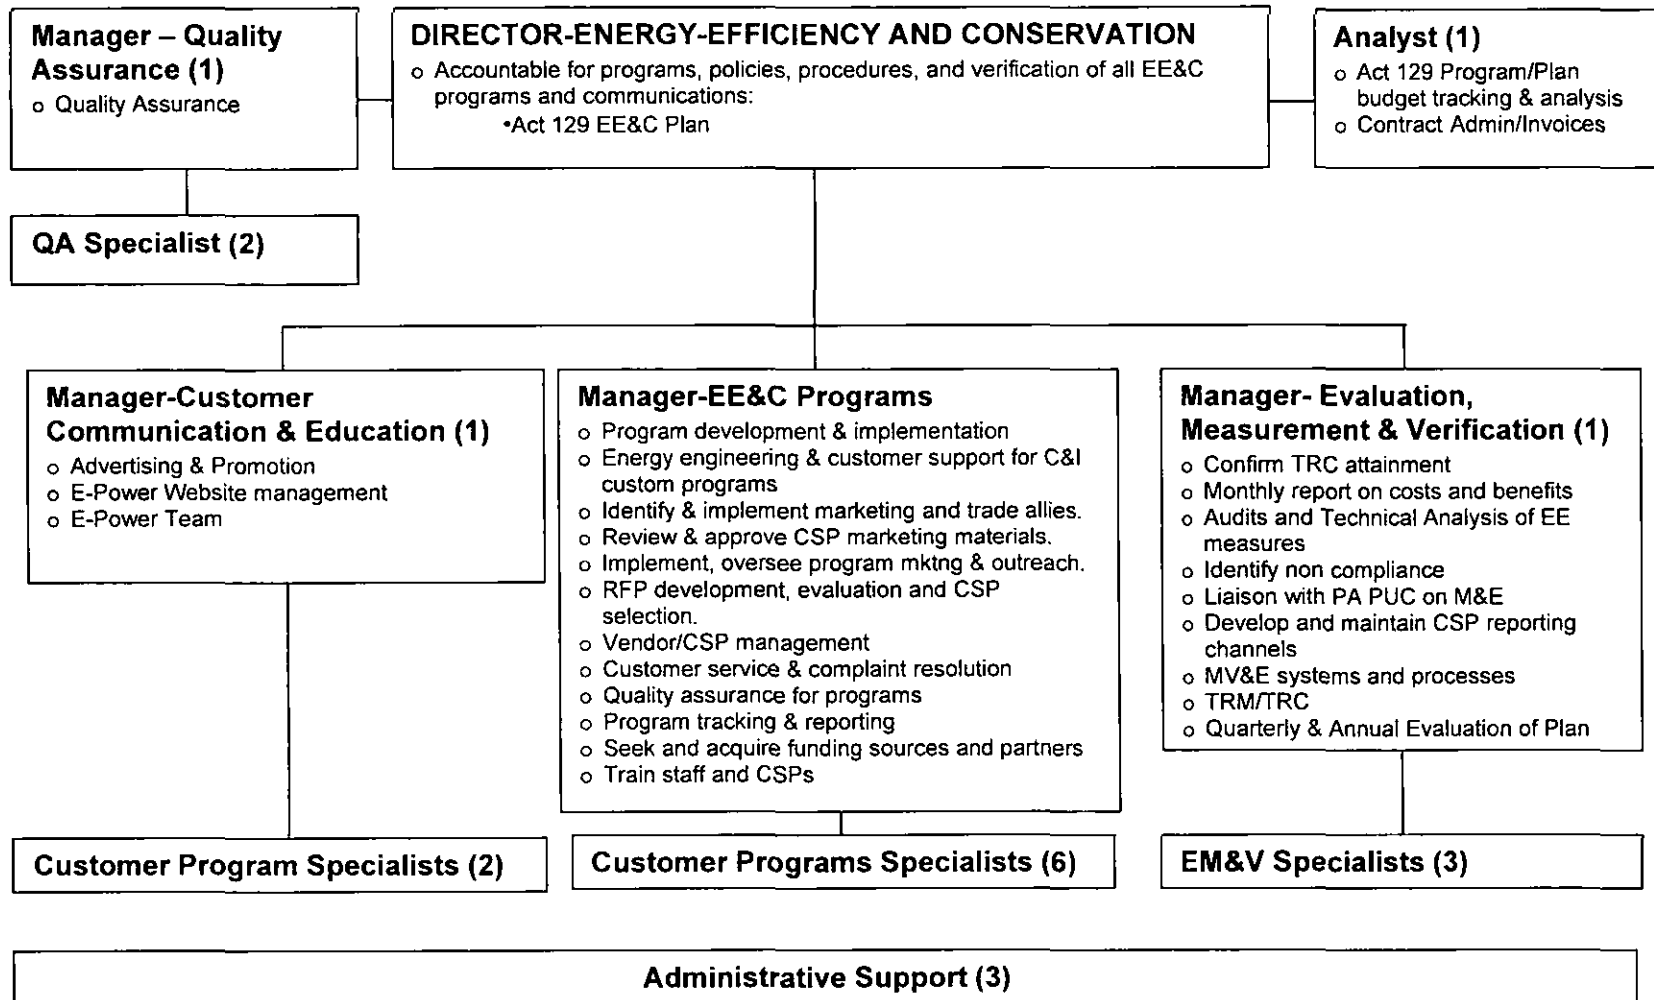 Manager – Quality
Assurance (1)
o Quality Assurance
DIRECTOR-ENERGY-EFFICIENCY AND CONSERVATION
o Accountable for programs, policies, procedures, and verification of all EE&C
programs and communications:
•Act 129 EE&C Plan
Analyst (1)
o Act 129 Program/Plan
budget tracking & analysis
o Contract Admin/Invoices
QA Specialist (2)
Manager-Customer
Communication & Education (1)
o Advertising & Promotion
o E-Power Website management
o E-Power Team
Manager-EE&C Programs
o Program development & implementation
o Energy engineering & customer support for C&I
custom programs
o Identify & implement marketing and trade allies.
o Review & approve CSP marketing materials.
o Implement, oversee program mktng & outreach.
o RFP development, evaluation and CSP
selection.
o Vendor/CSP management
o Customer service & complaint resolution
o Quality assurance for programs
o Program tracking & reporting
o Seek and acquire funding sources and partners
o Train staff and CSPs
Manager- Evaluation,
Measurement & Verification (1)
o Confirm TRC attainment
o Monthly report on costs and benefits
o Audits and Technical Analysis of EE
measures
o Identify non compliance
o Liaison with PA PUC on M&E
o Develop and maintain CSP reporting
channels
o MV&E systems and processes
o TRM/TRC
o Quarterly & Annual Evaluation of Plan
Customer Program Specialists (2)
Customer Programs Specialists (6)
EM&V Specialists (3)
Administrative Support (3)